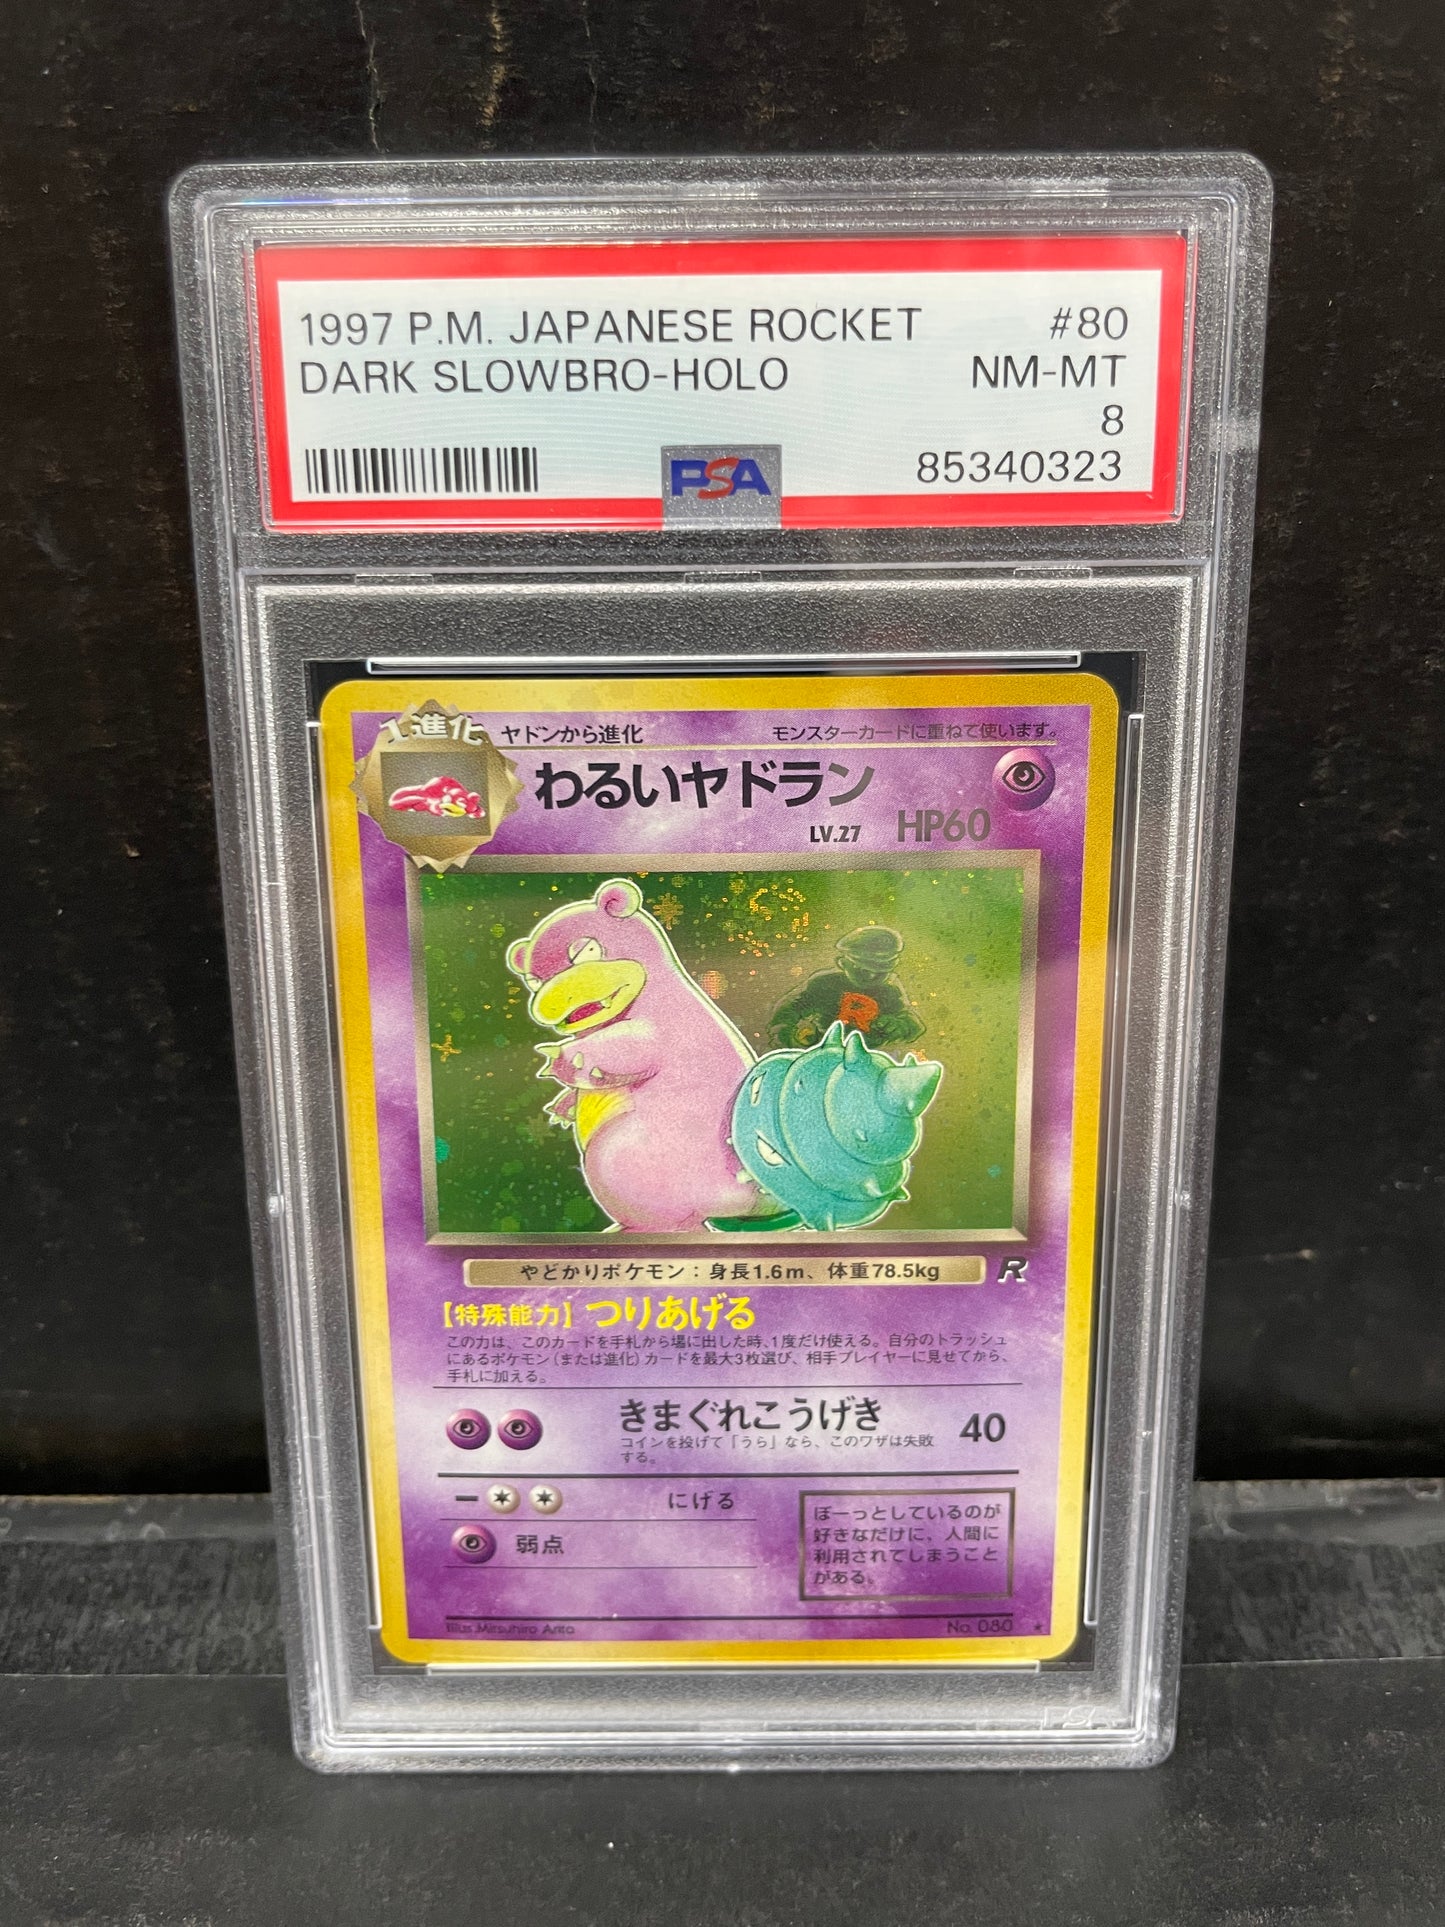 1997 P.M. JAPANESE ROCKET #80
DARK SLOWBRO-HOLO NM-MT
8
PSA 85340323
1進化 ヤドンから進化 モンスターカードに重ねて使います。
わるいヤドラン
LV.27 HP60
R
やどかりポケモン：身長1.6m、体重78.5kg R
【特殊能力】つりあげる
この力は、このカードを手札から場に出した時、1度だけ使える。自分のトラッシュ
にあるポケモン（または進化）カードを最大3枚選び、相手プレイヤーに見せてから、
手札に加える。
きまぐれこうげき 40
コインを投げて「うら」なら、このワザは失敗
する。
ー にげる
弱点
ぼーっとしているのが
好きなだけに、人間に
利用されてしまうこと
がある。
Illus. Mitsuhiro Arita No. 080 ★